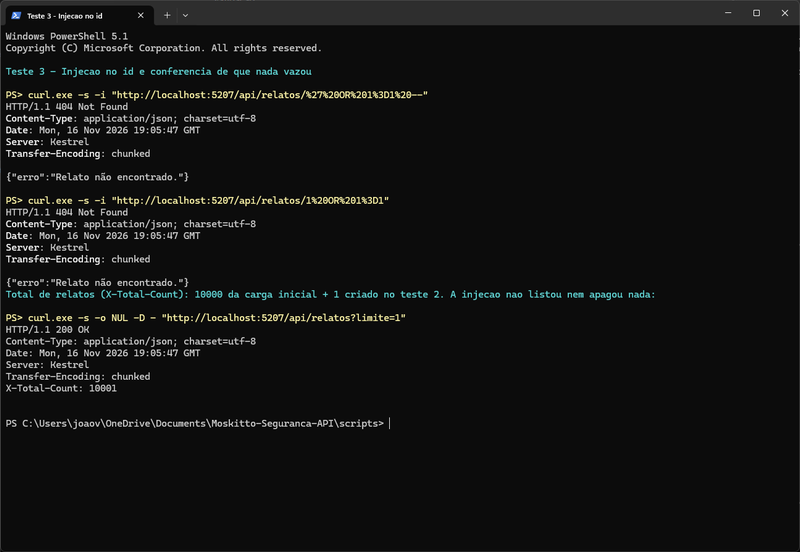 Teste 3 - Injecao no id
Windows PowerShell 5.1
Copyright (C) Microsoft Corporation. All rights reserved.
Teste 3 - Injecao no id e conferencia de que nada vazou
PS> curl.exe -s -i "http://localhost:5207/api/relatos/%27%20OR%201%3D1%20--"
HTTP/1.1 404 Not Found
Content-Type: application/json; charset=utf-8
Date: Mon, 16 Nov 2026 19:05:47 GMT
Server: Kestrel
Transfer-Encoding: chunked
{"erro":"Relato não encontrado."}
PS> curl.exe -s -i "http://localhost:5207/api/relatos/1%20OR%201%3D1"
HTTP/1.1 404 Not Found
Content-Type: application/json; charset=utf-8
Date: Mon, 16 Nov 2026 19:05:47 GMT
Server: Kestrel
Transfer-Encoding: chunked
{"erro":"Relato não encontrado."}
Total de relatos (X-Total-Count): 10000 da carga inicial + 1 criado no teste 2. A injecao nao listou nem apagou nada:
PS> curl.exe -s -o NUL -D - "http://localhost:5207/api/relatos?limite=1"
HTTP/1.1 200 OK
Content-Type: application/json; charset=utf-8
Date: Mon, 16 Nov 2026 19:05:47 GMT
Server: Kestrel
Transfer-Encoding: chunked
X-Total-Count: 10001
PS C:\Users\joaov\OneDrive\Documents\Moskitto-Seguranca-API\scripts>